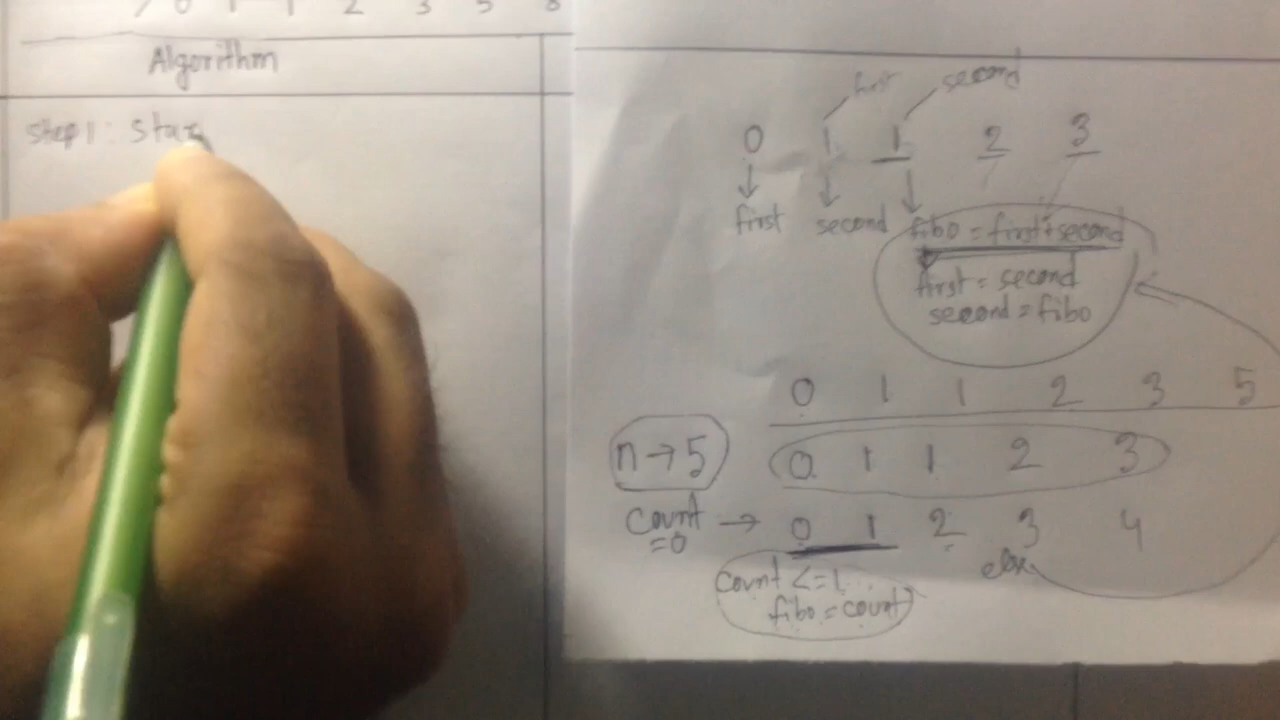 0 1 1 2 3 5 8
Algorithm
Step 1: Star
first second
0 1 1 2 3
first second fibo = first+second
first = second
second = fibo
0 1 1 2 3 5
n→5 0 1 1 2 3
count → 0 1 2 3 4
=0
else
count <= 1
fibo = count